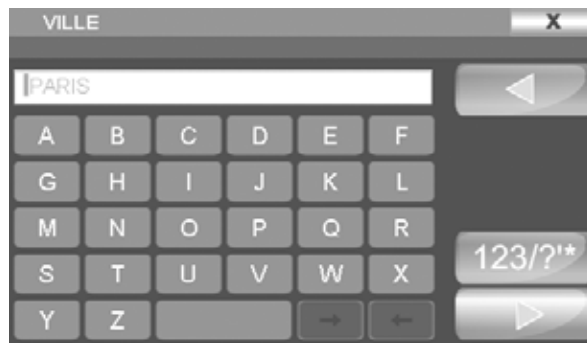 VILLE X
PARIS
A B C D E F
G H I J K L
M N O P Q R
S T U V W X
123/?'*
Y Z → ←